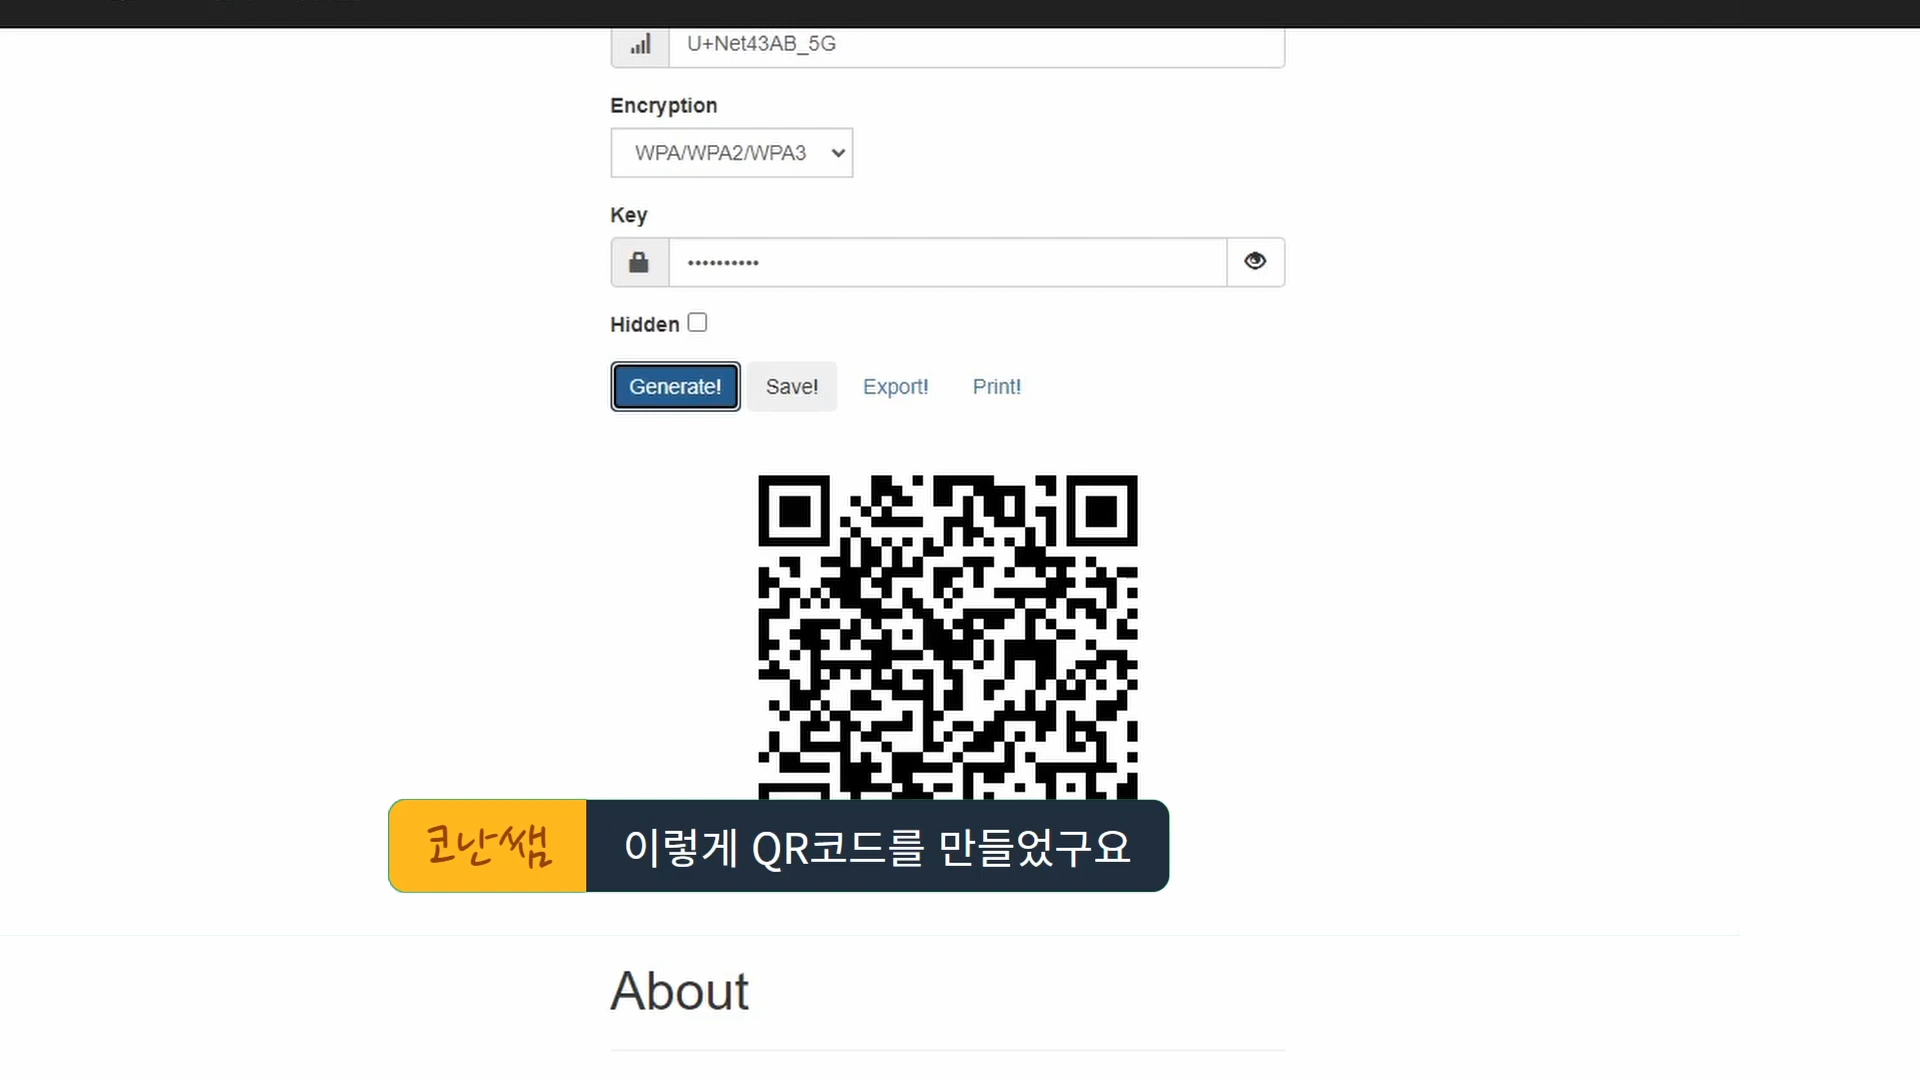 U+Net43AB_5G
Encryption
WPA/WPA2/WPA3
Key
••••••••••
Hidden
Generate! Save! Export! Print!
코난쌤 이렇게 QR코드를 만들었구요
About